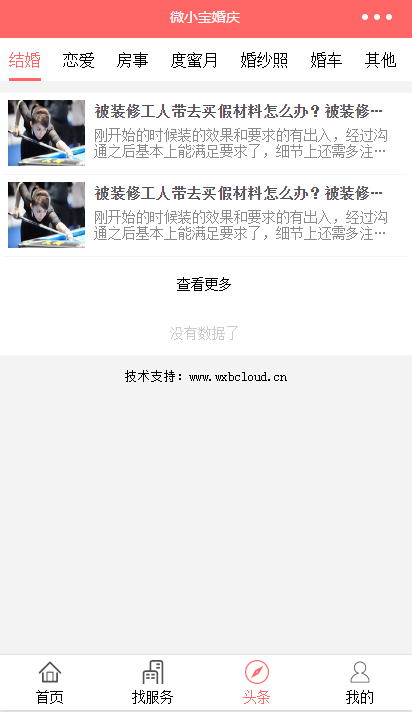 微小宝婚庆
结婚 恋爱 房事 度蜜月 婚纱照 婚车 其他
被装修工人带去买假材料怎么办？被装修…
刚开始的时候装的效果和要求的有出入，经过沟
通之后基本上能满足要求了，细节上还需多注…
被装修工人带去买假材料怎么办？被装修…
刚开始的时候装的效果和要求的有出入，经过沟
通之后基本上能满足要求了，细节上还需多注…
查看更多
没有数据了
技术支持：www.wxbcloud.cn
首页 找服务 头条 我的